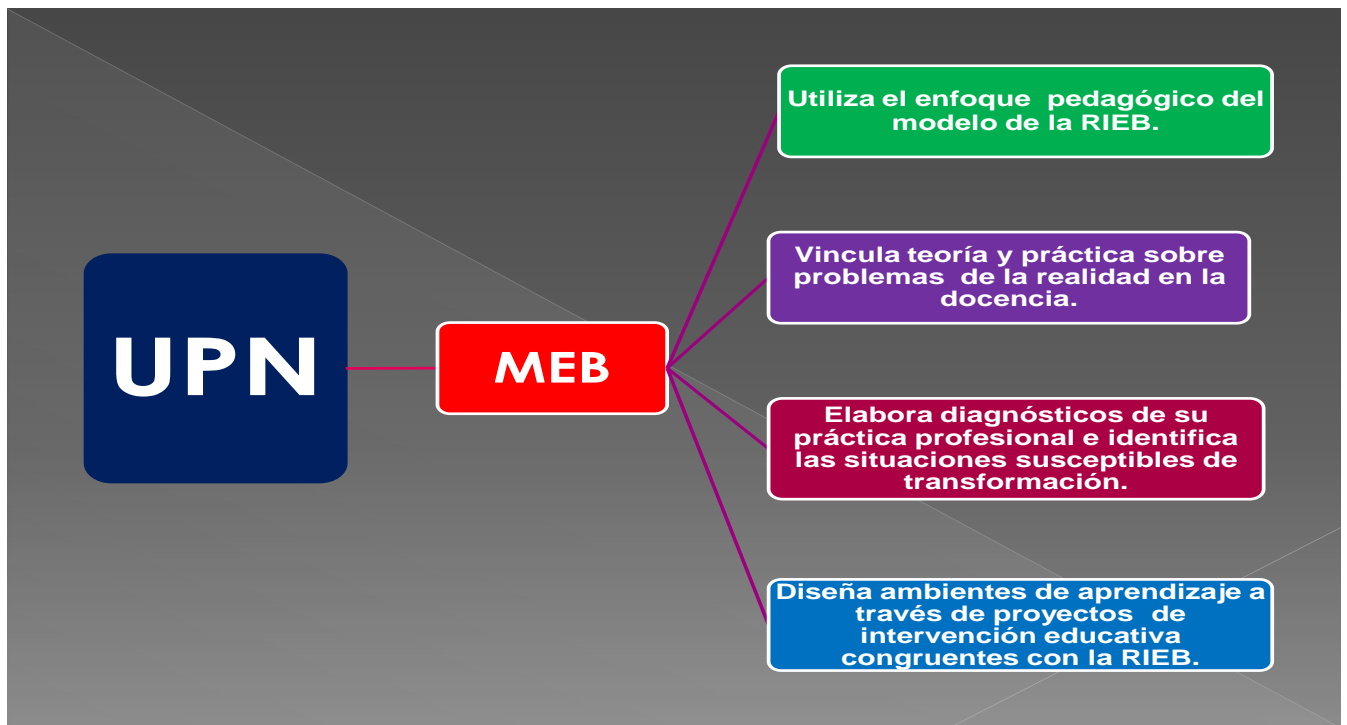 UPN
MEB
Utiliza el enfoque pedagógico del
modelo de la RIEB.
Vincula teoría y práctica sobre
problemas de la realidad en la
docencia.
Elabora diagnósticos de su
práctica profesional e identifica
las situaciones susceptibles de
transformación.
Diseña ambientes de aprendizaje a
través de proyectos de
intervención educativa
congruentes con la RIEB.